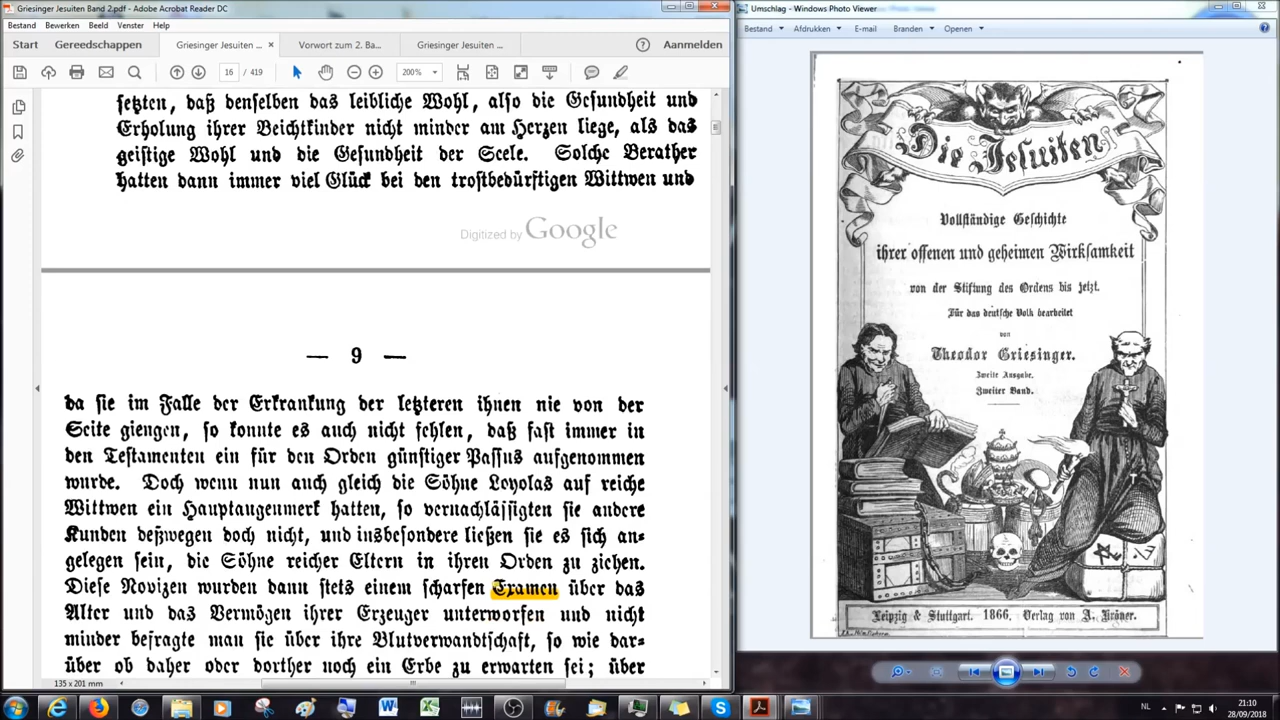 Griesinger Jesuiten Band 2.pdf - Adobe Acrobat Reader DC
Bestand Bewerken Beeld Venster Help
Start Gereedschappen Griesinger Jesuiten ... × Vorwort zum 2. Ba... Griesinger Jesuiten ... Aanmelden
16 / 419 200%
ſetzten, daß denſelben das leibliche Wohl, alſo die Geſundheit und
Erholung ihrer Beichtkinder nicht minder am Herzen liege, als das
geiſtige Wohl und die Geſundheit der Seele. Solche Berather
hatten dann immer viel Glück bei den troſtbedürftigen Wittwen und
Digitized by Google
— 9 —
da ſie im Falle der Erkrankung der letzteren ihnen nie von der
Seite giengen, ſo konnte es auch nicht fehlen, daß faſt immer in
den Teſtamenten ein für den Orden günſtiger Paſſus aufgenommen
wurde. Doch wenn nun auch gleich die Söhne Loyolas auf reiche
Wittwen ein Hauptaugenmerk hatten, ſo vernachläſſigten ſie andere
Kunden deßwegen doch nicht, und insbeſondere ließen ſie es ſich an=
gelegen ſein, die Söhne reicher Eltern in ihren Orden zu ziehen.
Dieſe Novizen wurden dann ſtets einem ſcharfen Examen über das
Alter und das Vermögen ihrer Erzeuger unterworfen und nicht
minder befragte man ſie über ihre Blutverwandtſchaft, ſo wie dar=
über ob daher oder dorther noch ein Erbe zu erwarten ſei; über
135 x 201 mm
Umschlag - Windows Photo Viewer
Bestand Afdrukken E-mail Branden Openen
Die Jeſuiten
Vollſtändige Geſchichte
ihrer offenen und geheimen Wirkſamkeit
von der Stiftung des Ordens bis jetzt.
Für das deutſche Volk bearbeitet
von
Theodor Grieſinger.
Zweite Ausgabe.
Zweiter Band.
Leipzig & Stuttgart. 1866. Verlag von A. Kröner.
NL 21:10
28/09/2018